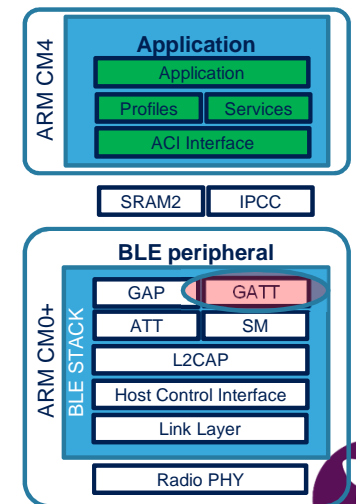 ARM CM4
Application
Application
Profiles Services
ACI Interface
SRAM2 IPCC
ARM CM0+
BLE peripheral
BLE STACK
GAP GATT
ATT SM
L2CAP
Host Control Interface
Link Layer
Radio PHY